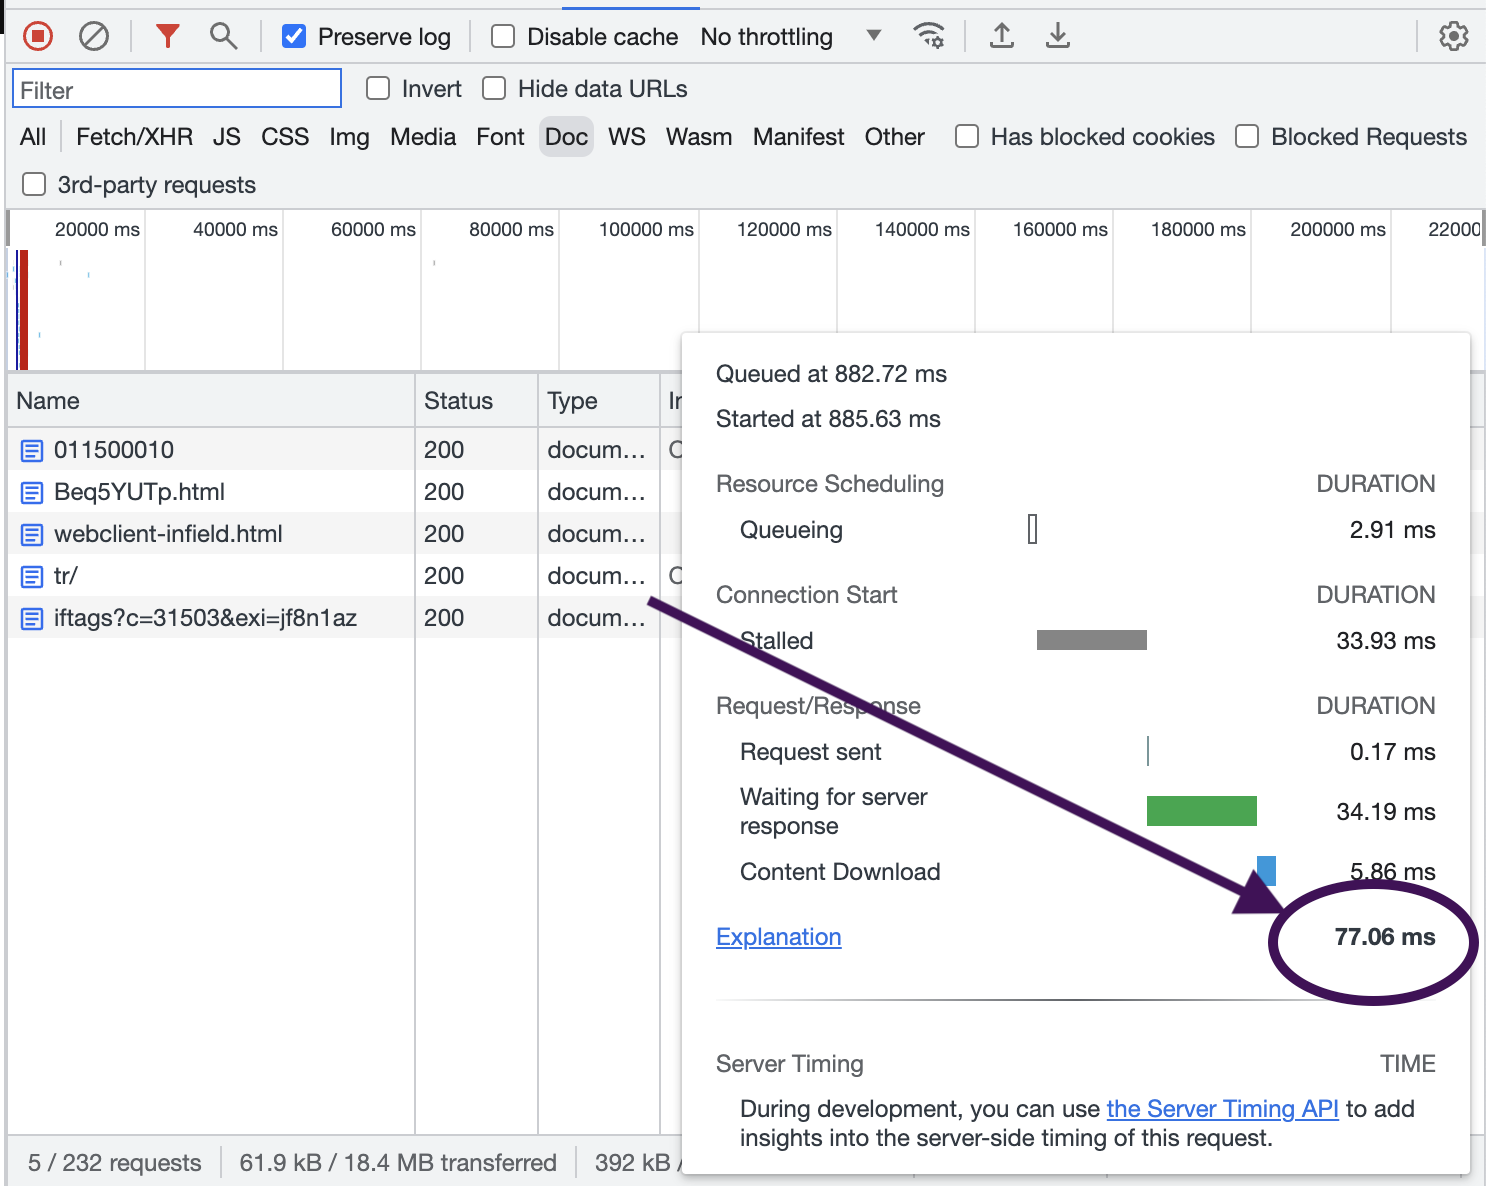 Preserve log Disable cache No throttling
Filter Invert Hide data URLs
All Fetch/XHR JS CSS Img Media Font Doc WS Wasm Manifest Other Has blocked cookies Blocked Requests
3rd-party requests
20000 ms 40000 ms 60000 ms 80000 ms 100000 ms 120000 ms 140000 ms 160000 ms 180000 ms 200000 ms 22000
Name Status Type
011500010 200 docum...
Beq5YUTp.html 200 docum...
webclient-infield.html 200 docum...
tr/ 200 docum...
iftags?c=31503&exi=jf8n1az 200 docum...
Queued at 882.72 ms
Started at 885.63 ms
Resource Scheduling DURATION
Queueing 2.91 ms
Connection Start DURATION
Stalled 33.93 ms
Request/Response DURATION
Request sent 0.17 ms
Waiting for server
response 34.19 ms
Content Download 5.86 ms
Explanation 77.06 ms
Server Timing TIME
During development, you can use the Server Timing API to add
insights into the server-side timing of this request.
5 / 232 requests 61.9 kB / 18.4 MB transferred 392 kB /